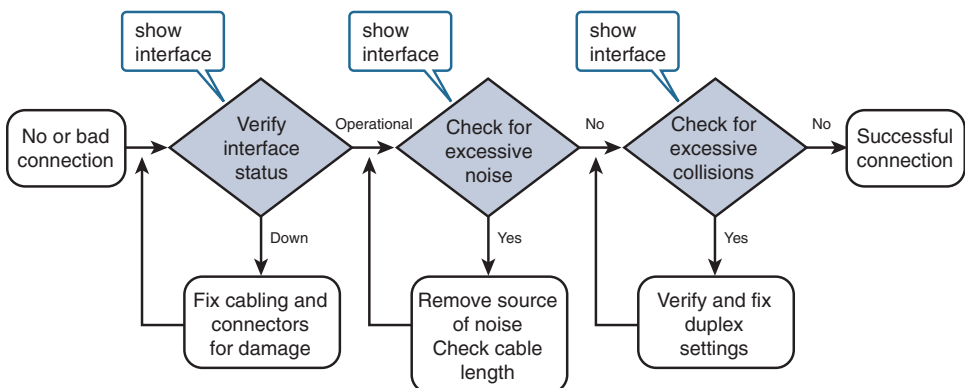 show
interface
show
interface
show
interface
No or bad
connection
Verify
interface
status
Operational
Check for
excessive
noise
No
Check for
excessive
collisions
No
Successful
connection
Down
Yes
Yes
Fix cabling and
connectors
for damage
Remove source
of noise
Check cable
length
Verify and fix
duplex
settings